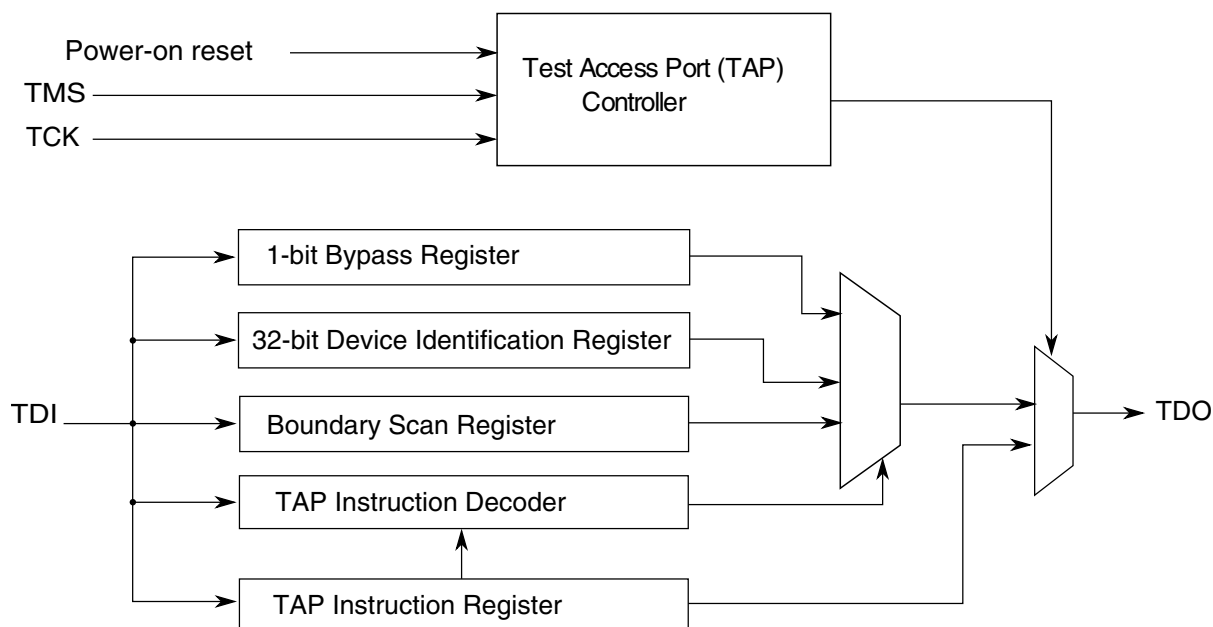 Power-on reset
TMS
TCK
Test Access Port (TAP)
Controller
1-bit Bypass Register
32-bit Device Identification Register
TDI
Boundary Scan Register
TDO
TAP Instruction Decoder
TAP Instruction Register